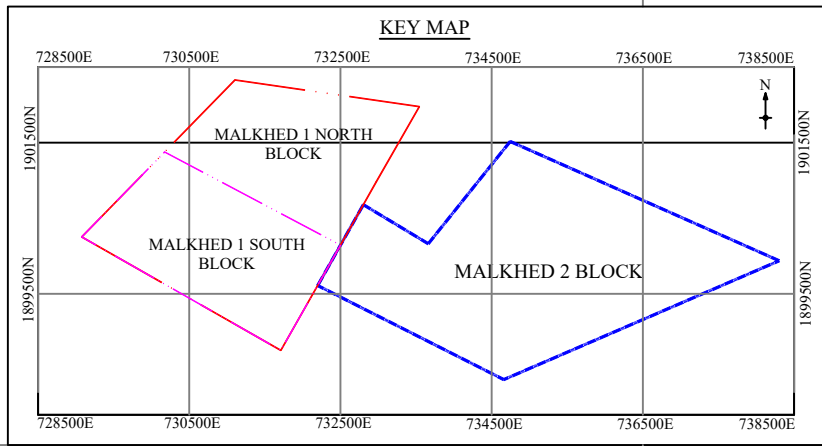 KEY MAP
728500E 730500E 732500E 734500E 736500E 738500E
N
1901500N
1901500N
MALKHED 1 NORTH
BLOCK
MALKHED 1 SOUTH
BLOCK
MALKHED 2 BLOCK
1899500N
1899500N
728500E 730500E 732500E 734500E 736500E 738500E